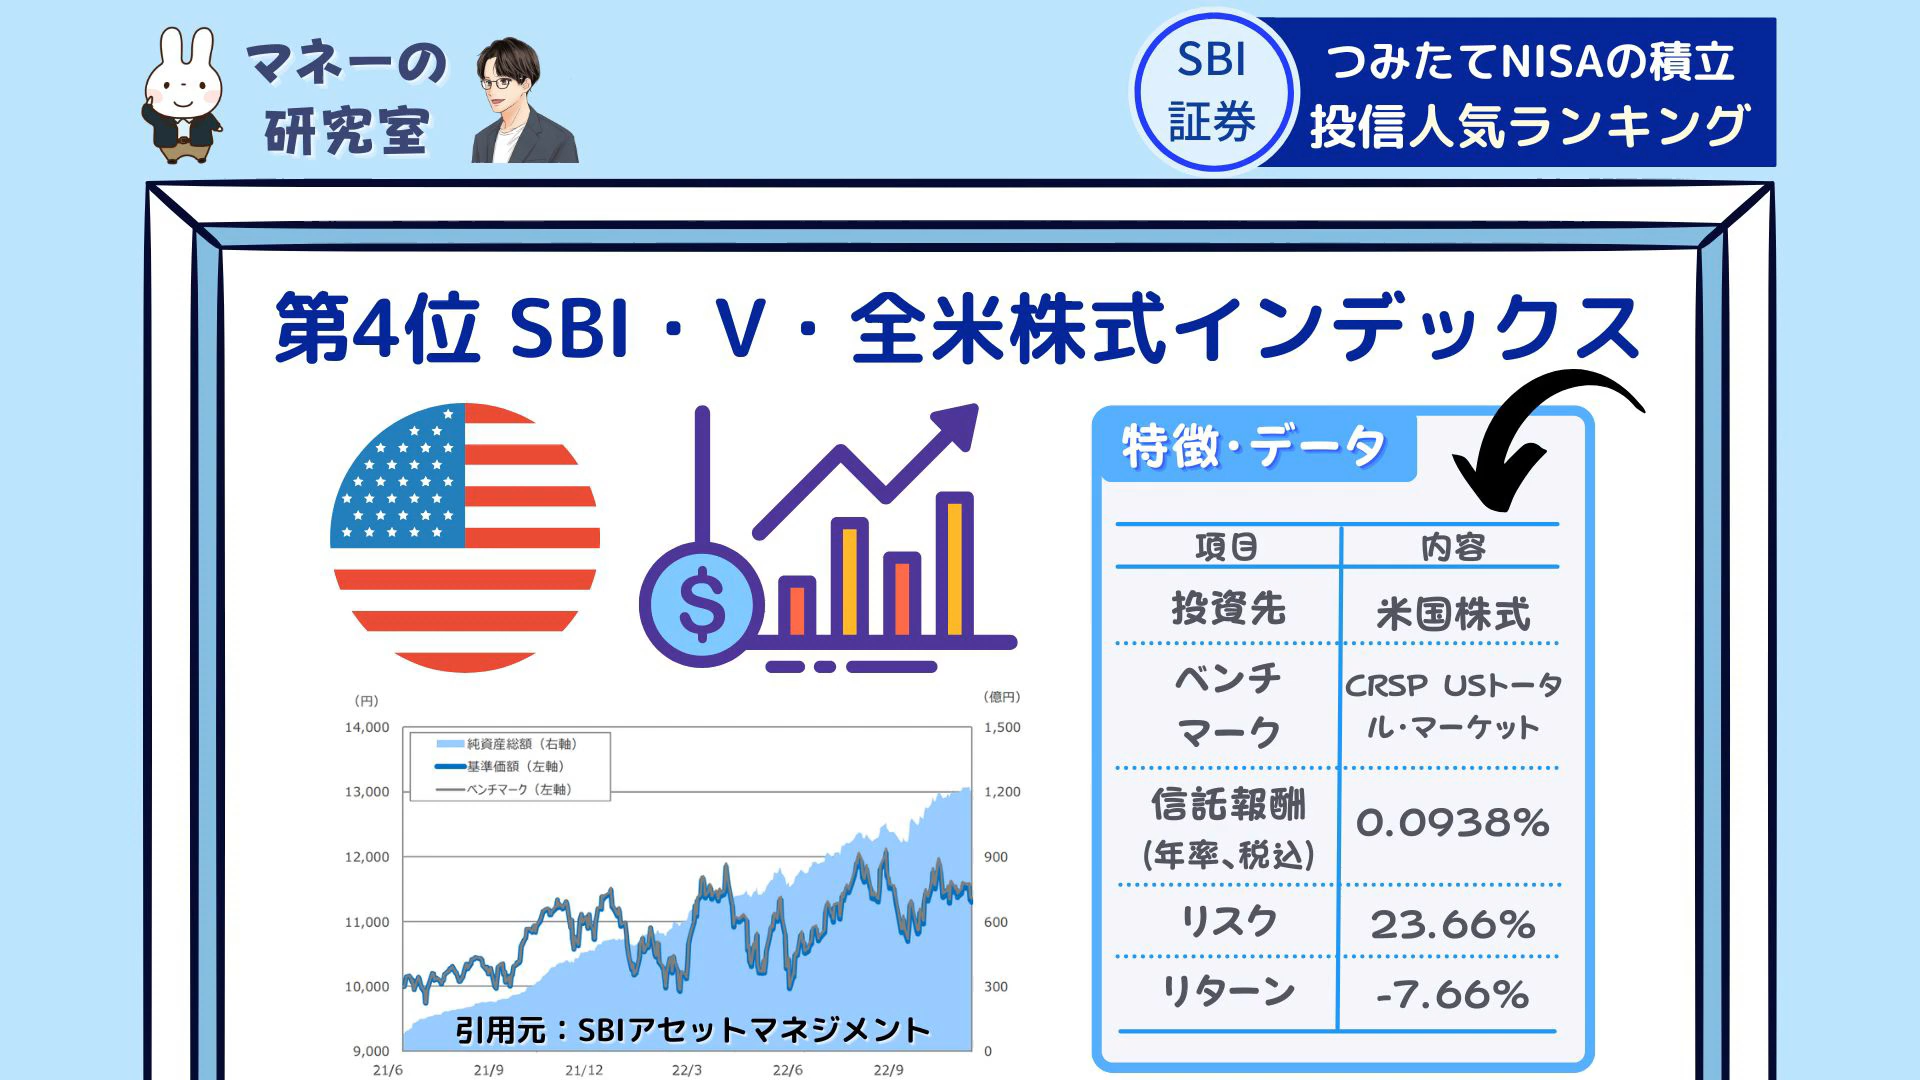 マネーの
研究室
SBI
証券
つみたてNISAの積立
投信人気ランキング
第4位 SBI・V・全米株式インデックス
$
(円)
(億円)
14,000
13,000
12,000
11,000
10,000
9,000
1,500
1,200
900
600
300
0
純資産総額（右軸）
基準価額（左軸）
ベンチマーク（左軸）
引用元：SBIアセットマネジメント
21/6 21/9 21/12 22/3 22/6 22/9
特徴・データ
項目 内容
投資先 米国株式
ベンチ
マーク
CRSP USトータ
ル・マーケット
信託報酬
(年率、税込)
0.0938%
リスク 23.66%
リターン -7.66%